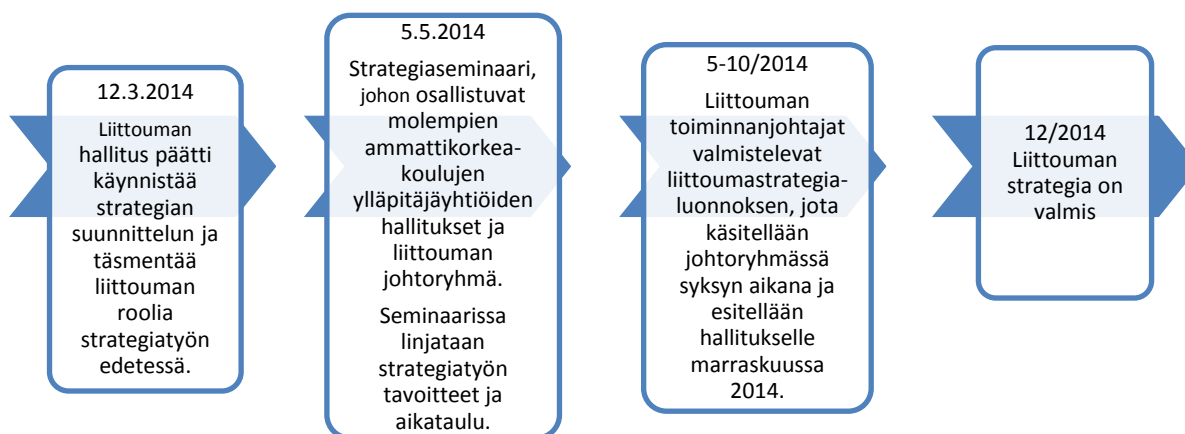 12.3.2014
Liittouman
hallitus päätti
käynnistää
strategian
suunnittelun ja
täsmentää
liittouman
roolia
strategiatyön
edetessä.
5.5.2014
Strategiaseminaari,
johon osallistuvat
molempien
ammattikorkea-
koulujen
ylläpitäjäyhtiöiden
hallitukset ja
liittouman
johtoryhmä.
Seminaarissa
linjataan
strategiatyön
tavoitteet ja
aikataulu.
5-10/2014
Liittouman
toiminnanjohtajat
valmistelevat
liittoumastrategia-
luonnoksen, jota
käsitellään
johtoryhmässä
syksyn aikana ja
esitellään
hallitukselle
marraskuussa
2014.
12/2014
Liittouman
strategia on
valmis